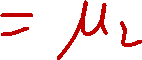 = μ₂